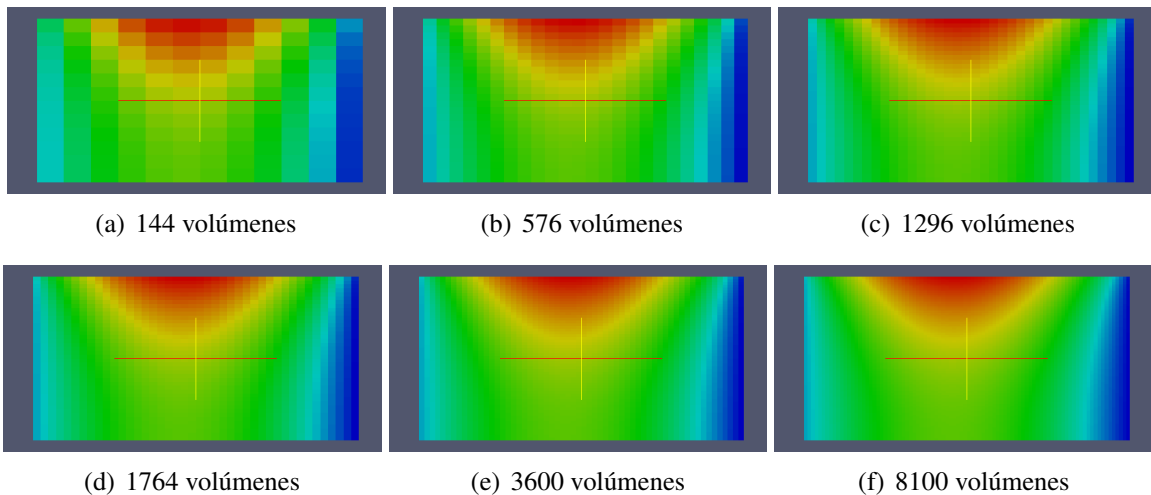 (a) 144 volúmenes
(b) 576 volúmenes
(c) 1296 volúmenes
(d) 1764 volúmenes
(e) 3600 volúmenes
(f) 8100 volúmenes